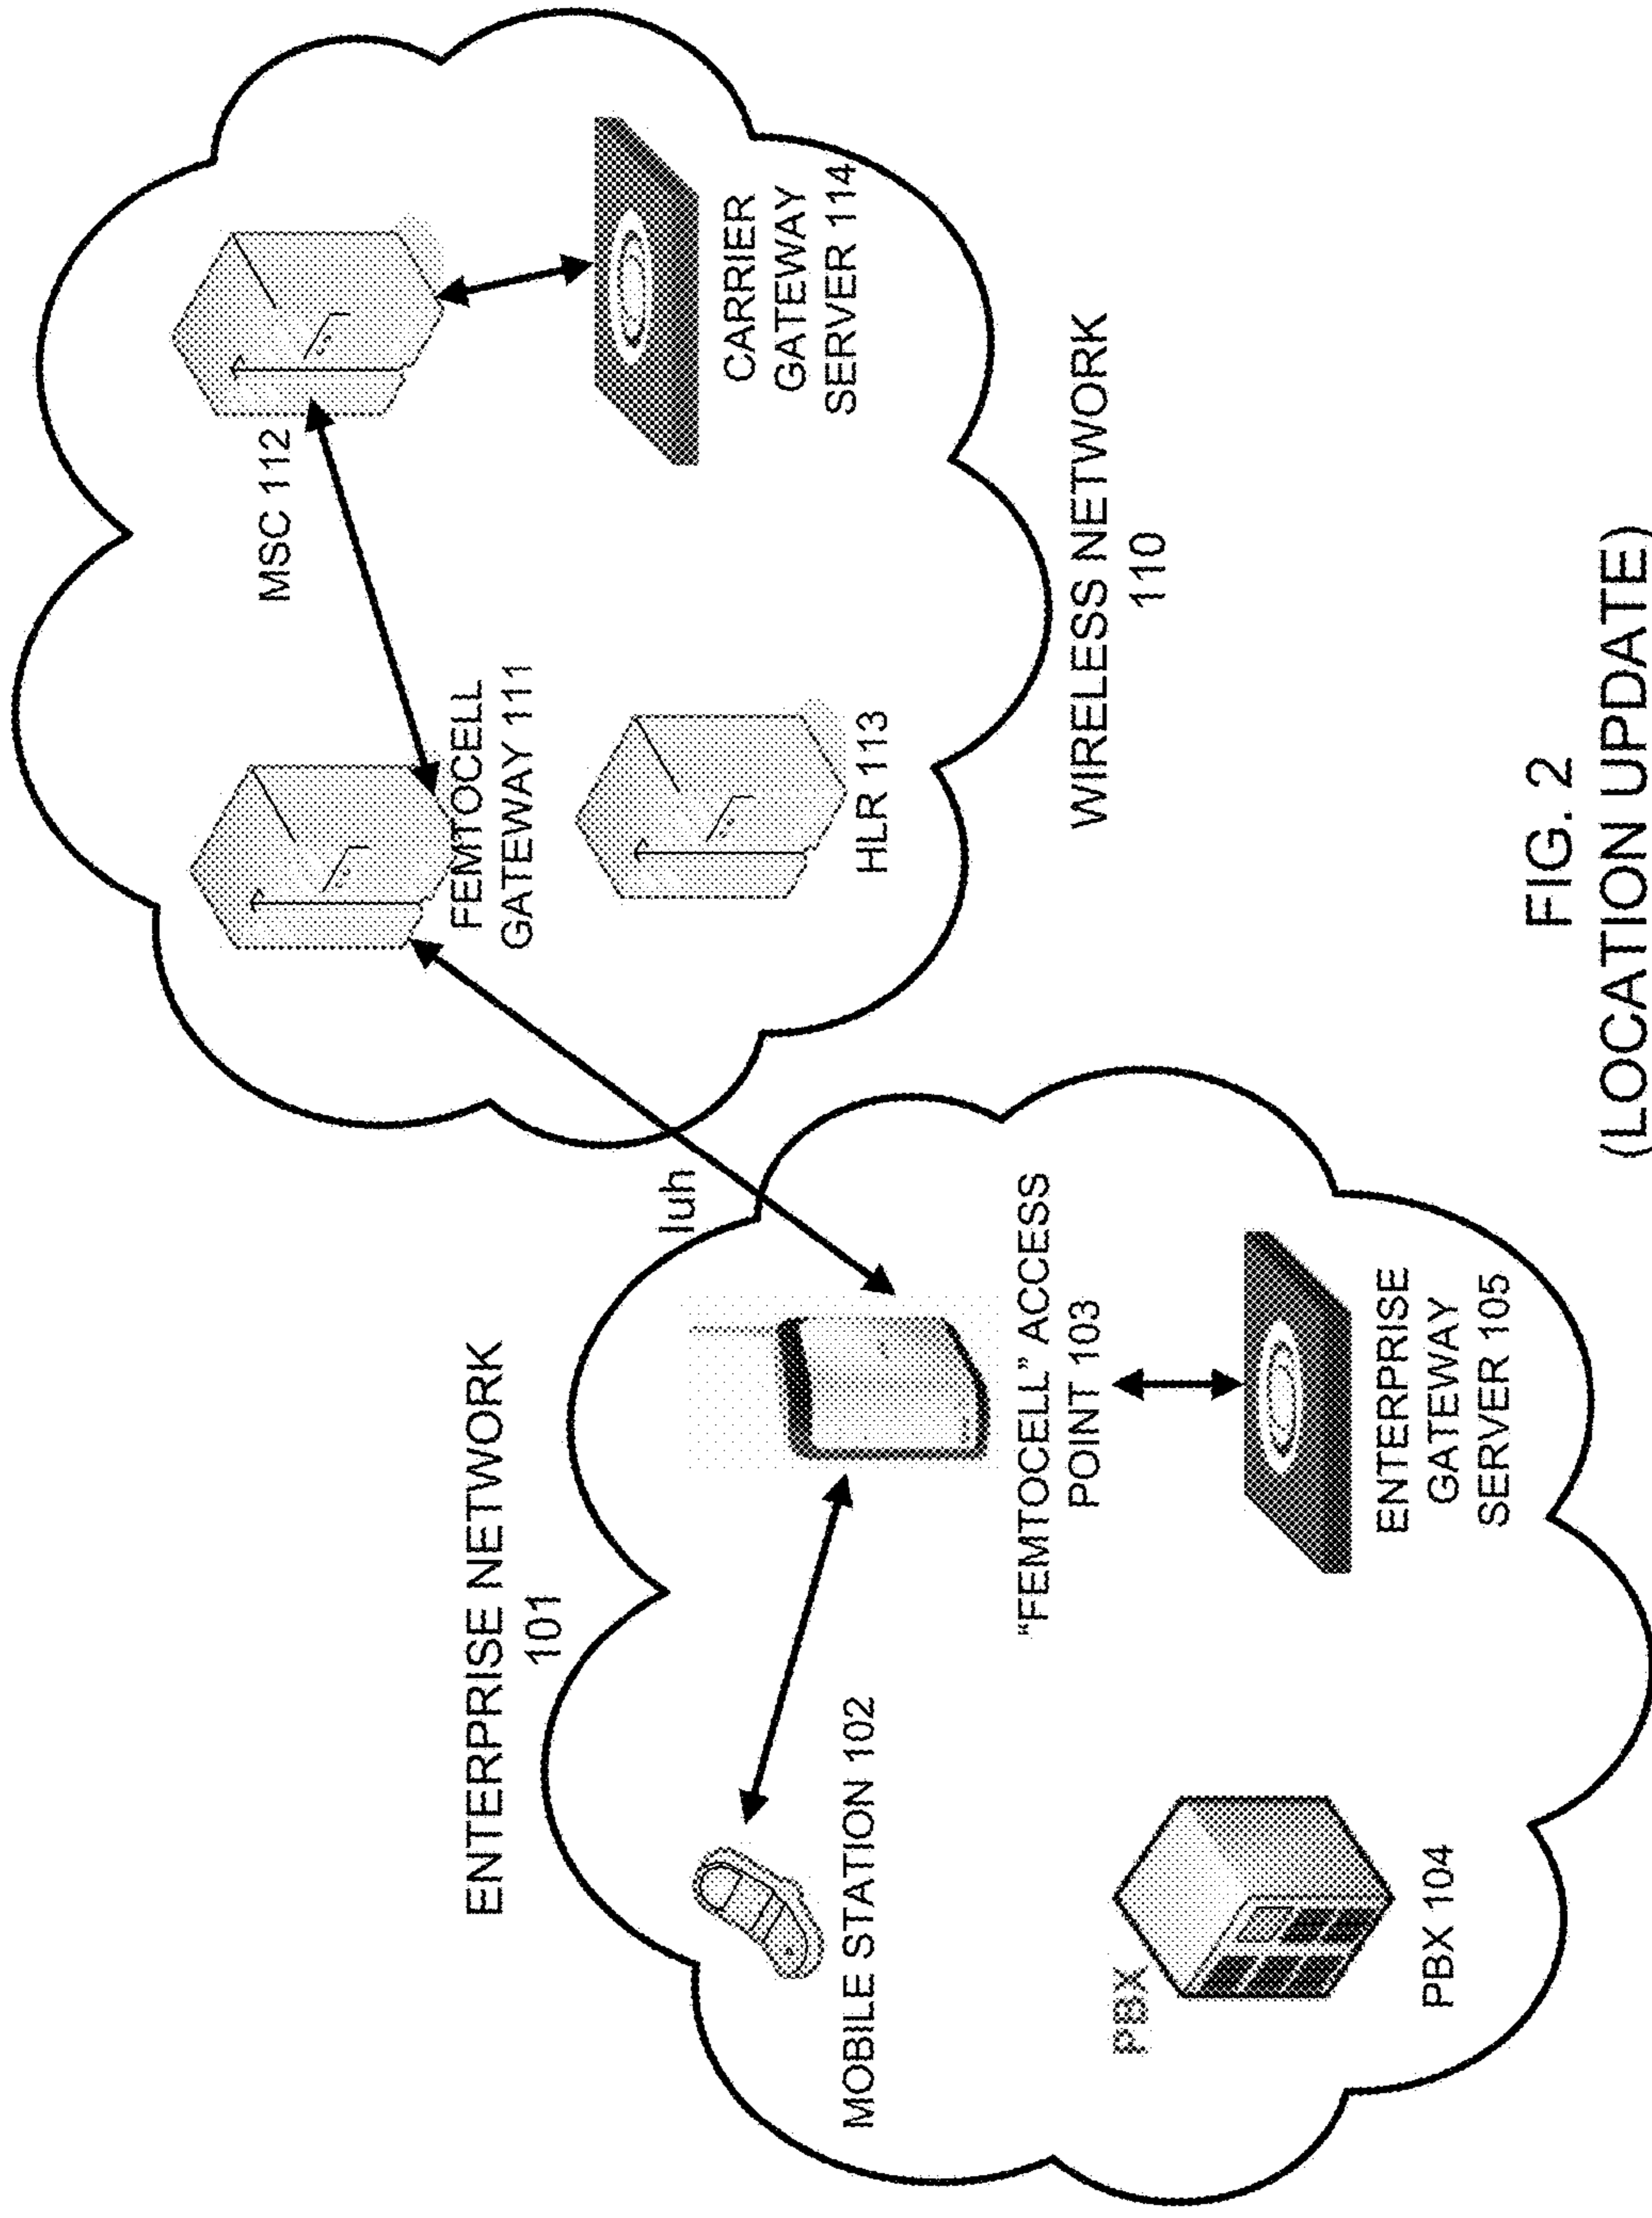 ENTERPRISE NETWORK
101
MOBILE STATION 102
"FEMTOCELL" ACCESS
POINT 103
PBX
PBX 104
ENTERPRISE
GATEWAY
SERVER 105
Iuh
MSC 112
FEMTOCELL
GATEWAY 111
HLR 113
CARRIER
GATEWAY
SERVER 114
WIRELESS NETWORK
110
FIG. 2
(LOCATION UPDATE)